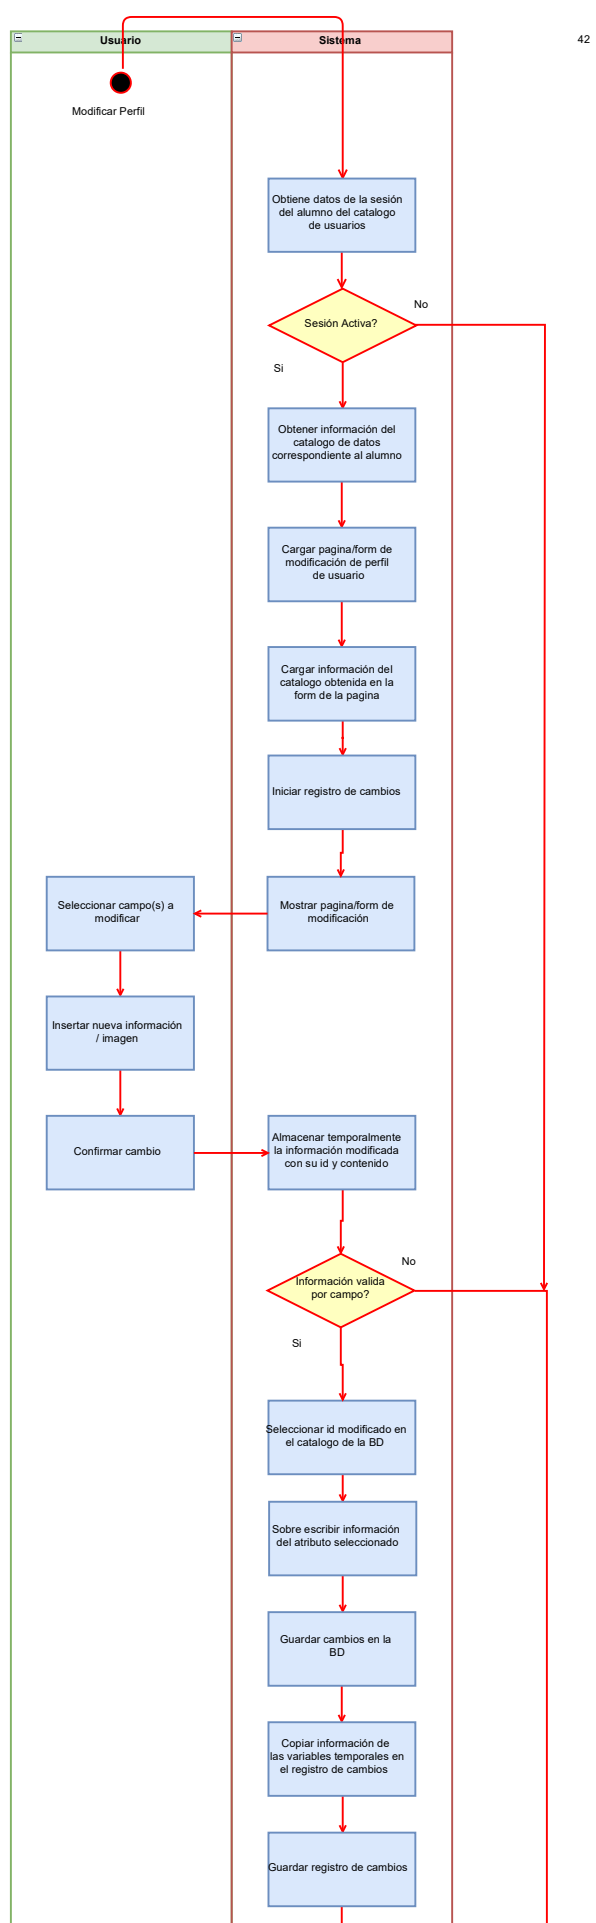 Usuario
Sistema
42
Modificar Perfil
Obtiene datos de la sesión
del alumno del catalogo
de usuarios
No
Sesión Activa?
Si
Obtener información del
catalogo de datos
correspondiente al alumno
Cargar pagina/form de
modificación de perfil
de usuario
Cargar información del
catalogo obtenida en la
form de la pagina
Iniciar registro de cambios
Mostrar pagina/form de
modificación
Seleccionar campo(s) a
modificar
Insertar nueva información
/ imagen
Confirmar cambio
Almacenar temporalmente
la información modificada
con su id y contenido
No
Información valida
por campo?
Si
Seleccionar id modificado en
el catalogo de la BD
Sobre escribir información
del atributo seleccionado
Guardar cambios en la
BD
Copiar información de
las variables temporales en
el registro de cambios
Guardar registro de cambios